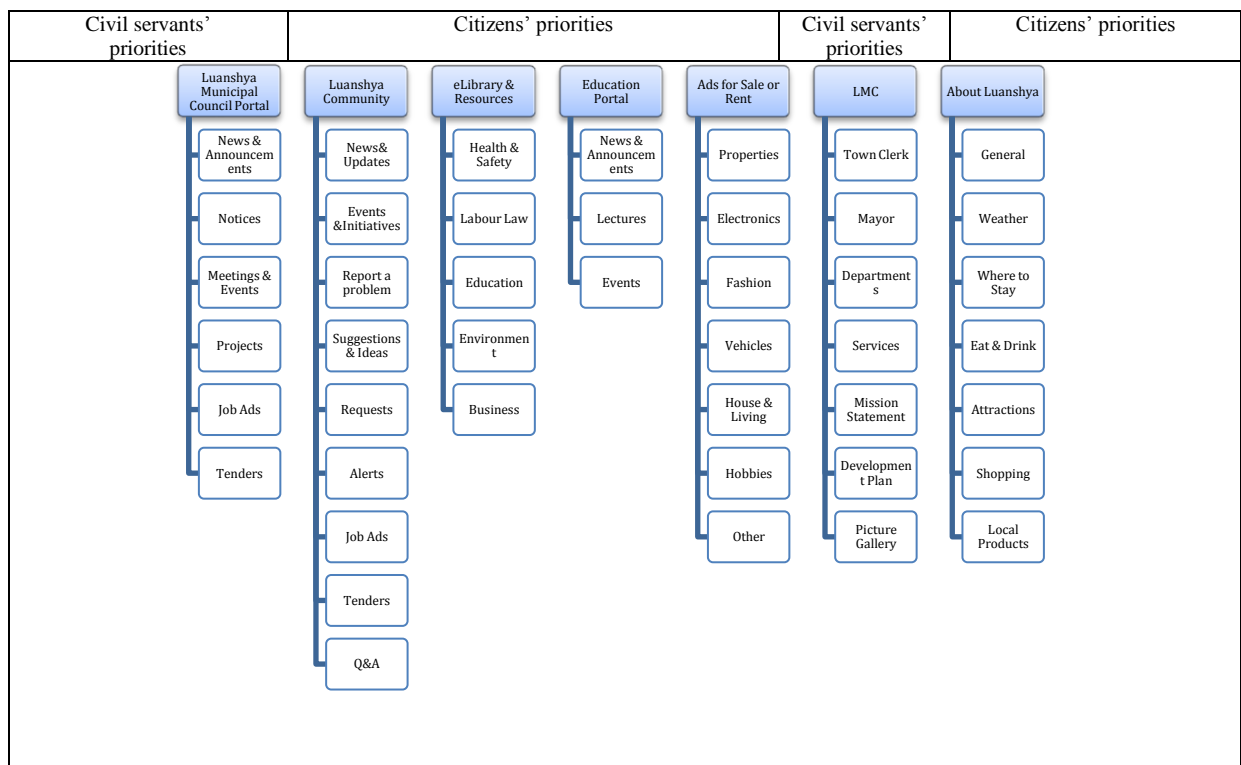 Civil servants’
priorities
Citizens’ priorities
Civil servants’
priorities
Citizens’ priorities
Luanshya
Municipal
Council Portal
News &
Announcem
ents
Notices
Meetings &
Events
Projects
Job Ads
Tenders
Luanshya
Community
News&
Updates
Events
&Initiatives
Report a
problem
Suggestions
& Ideas
Requests
Alerts
Job Ads
Tenders
Q&A
eLibrary &
Resources
Health &
Safety
Labour Law
Education
Environmen
t
Business
Education
Portal
News &
Announcem
ents
Lectures
Events
Ads for Sale or
Rent
Properties
Electronics
Fashion
Vehicles
House &
Living
Hobbies
Other
LMC
Town Clerk
Mayor
Department
s
Services
Mission
Statement
Developmen
t Plan
Picture
Gallery
About Luanshya
General
Weather
Where to
Stay
Eat & Drink
Attractions
Shopping
Local
Products